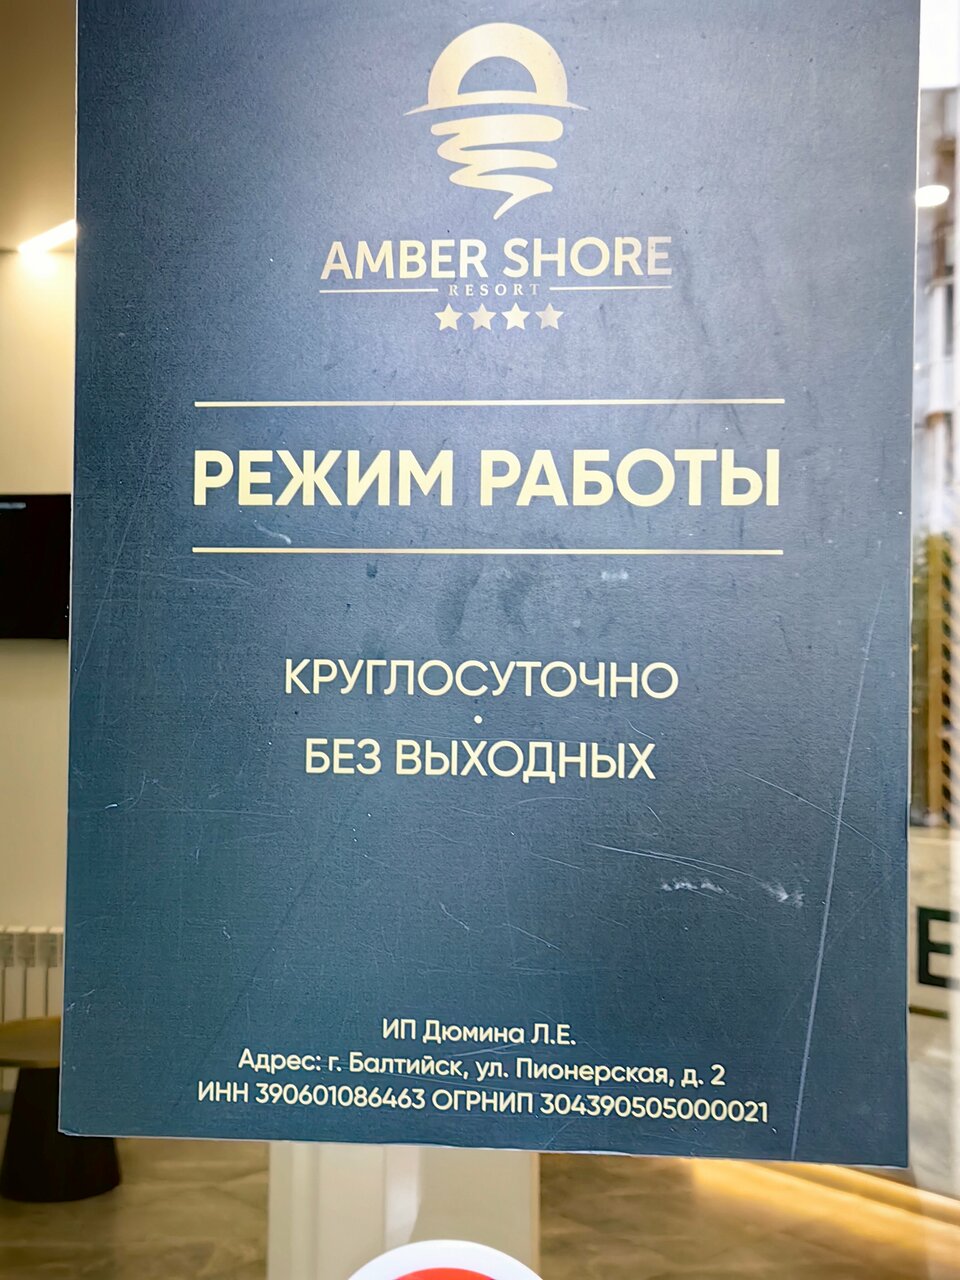 AMBER SHORE
RESORT
РЕЖИМ РАБОТЫ
КРУГЛОСУТОЧНО
•
БЕЗ ВЫХОДНЫХ
ИП Дюмина Л.Е.
Адрес: г. Балтийск, ул. Пионерская, д. 2
ИНН 390601086463 ОГРНИП 304390505000021
E